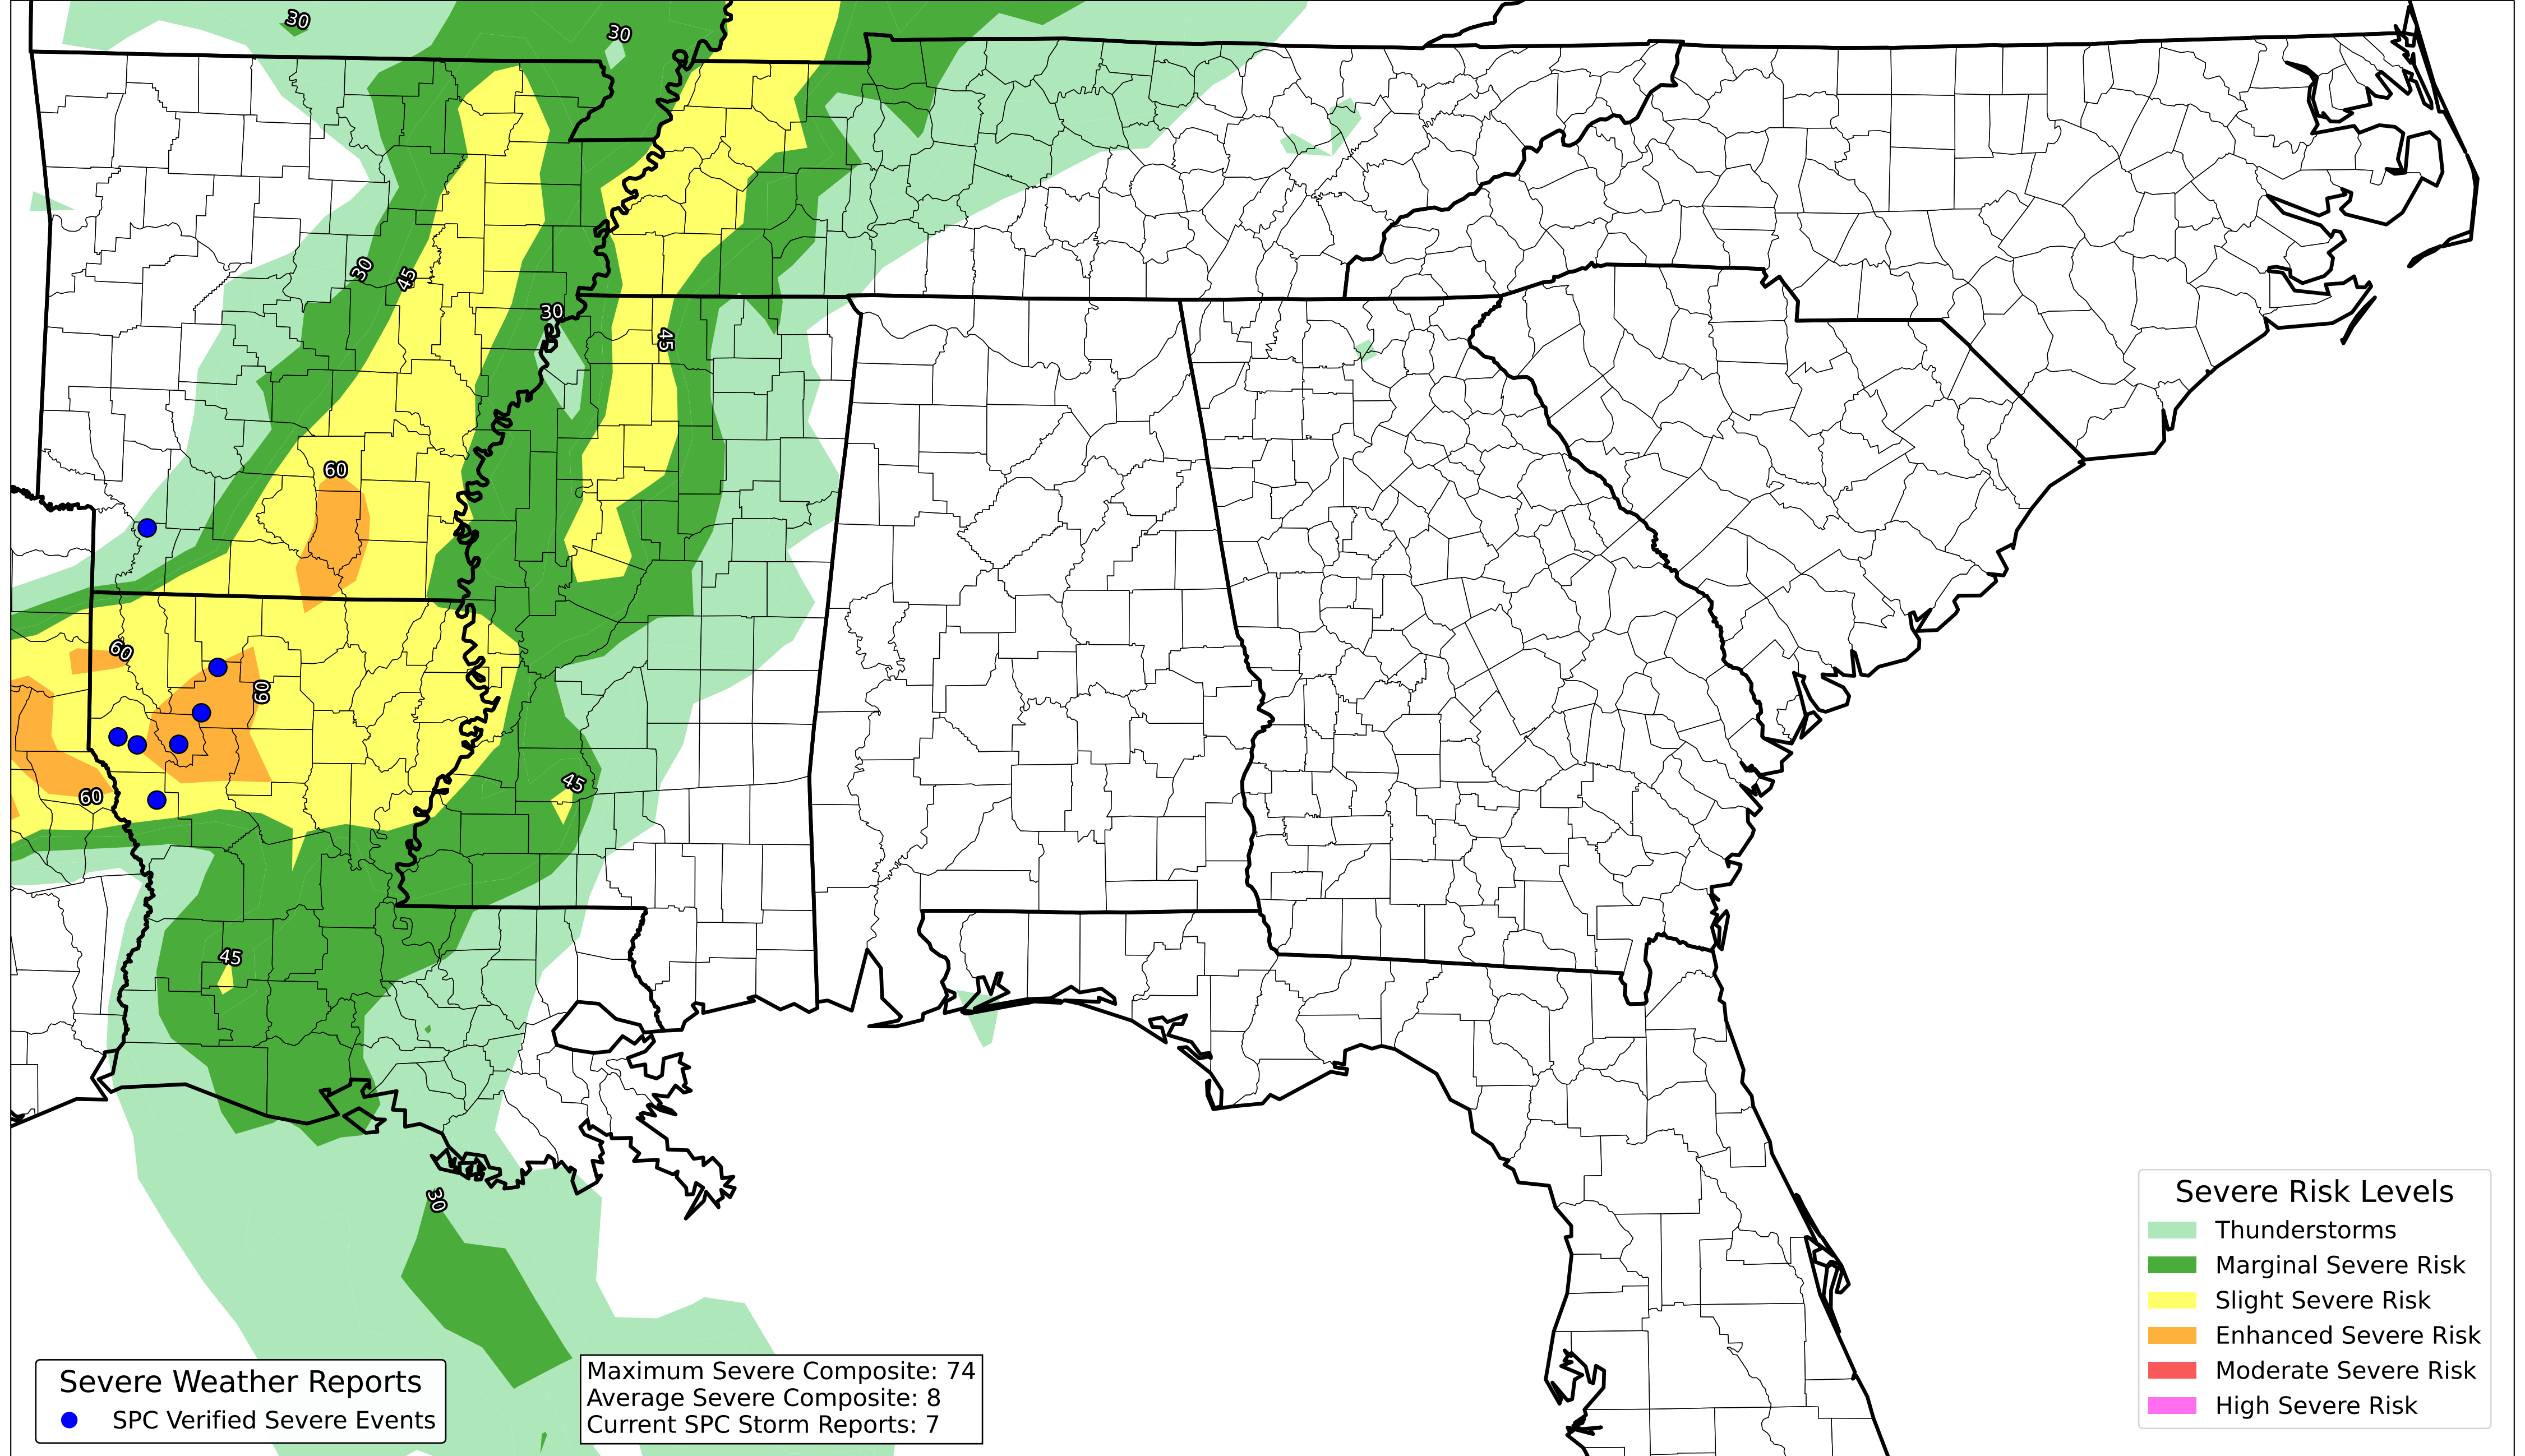 30
30
30
45
30
45
60
60
60
60
45
45
30
Severe Weather Reports
SPC Verified Severe Events
Maximum Severe Composite: 74
Average Severe Composite: 8
Current SPC Storm Reports: 7
Severe Risk Levels
Thunderstorms
Marginal Severe Risk
Slight Severe Risk
Enhanced Severe Risk
Moderate Severe Risk
High Severe Risk